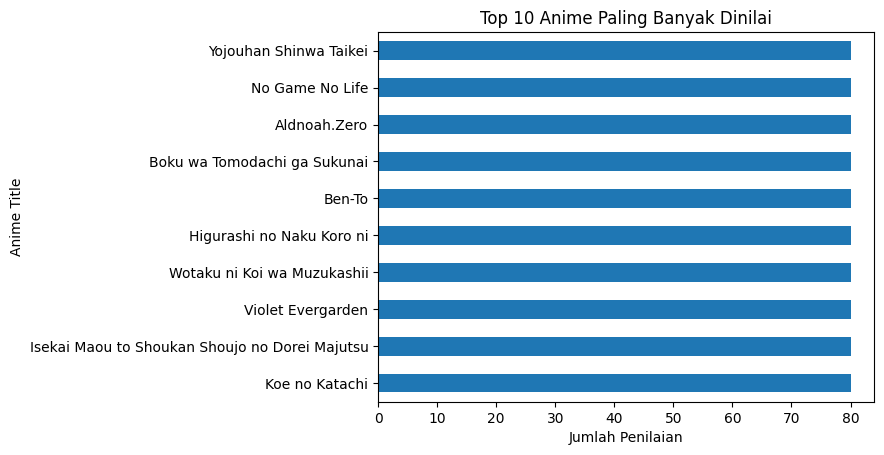 Top 10 Anime Paling Banyak Dinilai
Anime Title
Yojouhan Shinwa Taikei
No Game No Life
Aldnoah.Zero
Boku wa Tomodachi ga Sukunai
Ben-To
Higurashi no Naku Koro ni
Wotaku ni Koi wa Muzukashii
Violet Evergarden
Isekai Maou to Shoukan Shoujo no Dorei Majutsu
Koe no Katachi
0 10 20 30 40 50 60 70 80
Jumlah Penilaian